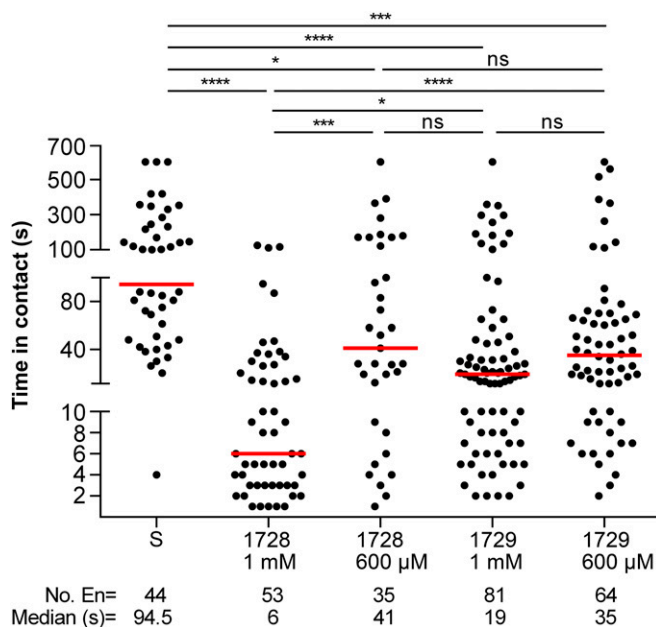 ***
****
* ns
**** ****
*
*** ns ns
700
500
300
100
80
40
10
8
6
4
2
Time in contact (s)
S 1728 1728 1729 1729
1 mM 600 µM 1 mM 600 µM
No. En= 44 53 35 81 64
Median (s)= 94.5 6 41 19 35